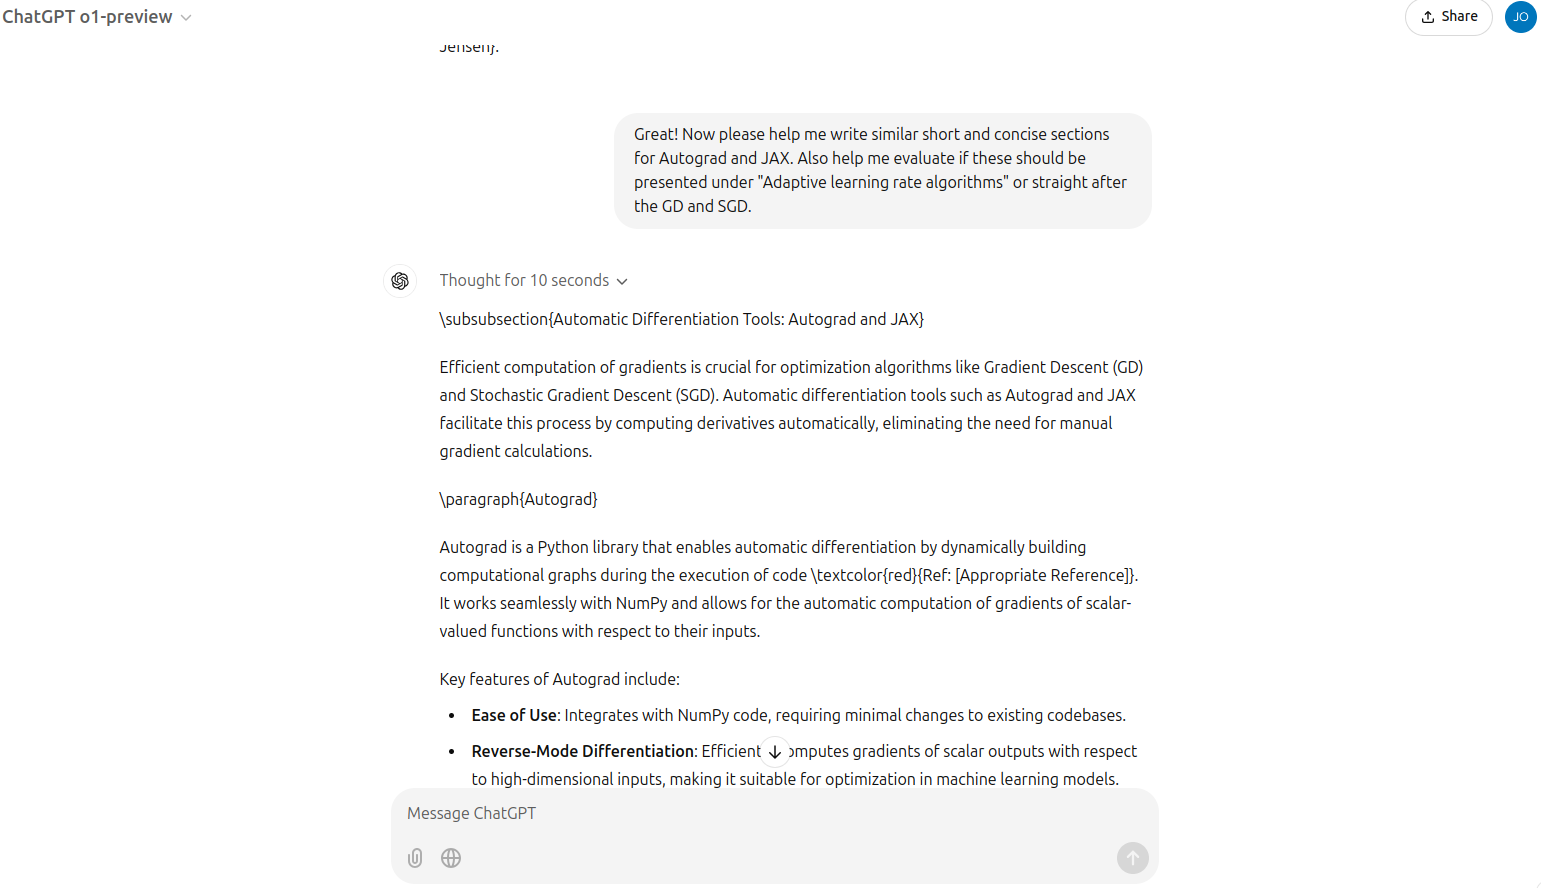 ChatGPT o1-preview
Share
JO
Jensen}.
Great! Now please help me write similar short and concise sections
for Autograd and JAX. Also help me evaluate if these should be
presented under "Adaptive learning rate algorithms" or straight after
the GD and SGD.
Thought for 10 seconds
\subsubsection{Automatic Differentiation Tools: Autograd and JAX}
Efficient computation of gradients is crucial for optimization algorithms like Gradient Descent (GD)
and Stochastic Gradient Descent (SGD). Automatic differentiation tools such as Autograd and JAX
facilitate this process by computing derivatives automatically, eliminating the need for manual
gradient calculations.
\paragraph{Autograd}
Autograd is a Python library that enables automatic differentiation by dynamically building
computational graphs during the execution of code \textcolor{red}{Ref: [Appropriate Reference]}.
It works seamlessly with NumPy and allows for the automatic computation of gradients of scalar-
valued functions with respect to their inputs.
Key features of Autograd include:
• Ease of Use: Integrates with NumPy code, requiring minimal changes to existing codebases.
• Reverse-Mode Differentiation: Efficiently computes gradients of scalar outputs with respect
to high-dimensional inputs, making it suitable for optimization in machine learning models.
Message ChatGPT